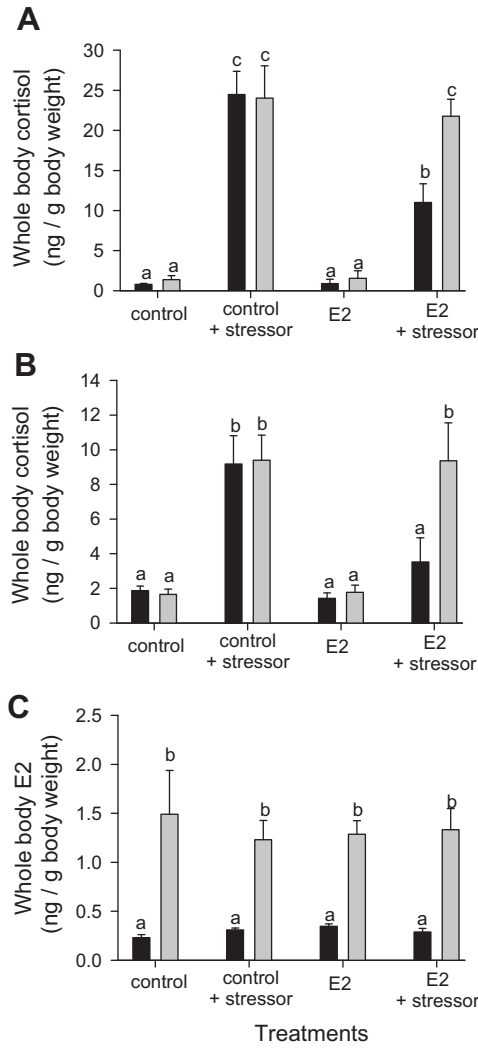 A
Whole body cortisol
(ng / g body weight)
30
25
20
15
10
5
0
a
a
c
c
a
a
b
c
control
control
+ stressor
E2
E2
+ stressor
B
Whole body cortisol
(ng / g body weight)
14
12
10
8
6
4
2
0
a
a
b
b
a
a
a
b
control
control
+ stressor
E2
E2
+ stressor
C
Whole body E2
(ng / g body weight)
2.5
2.0
1.5
1.0
0.5
0.0
a
b
a
b
a
b
a
b
control
control
+ stressor
E2
E2
+ stressor
Treatments